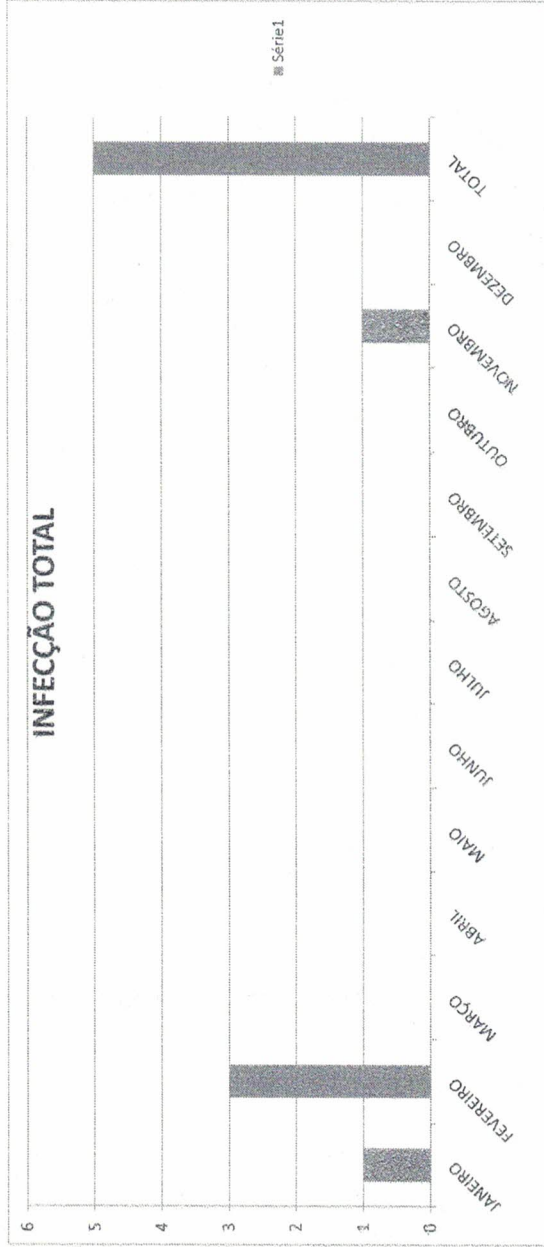 INFECÇÃO TOTAL
6
5
4
3
2
1
0
JANEIRO
FEVEREIRO
MARÇO
ABRIL
MAIO
JUNHO
JULHO
AGOSTO
SETEMBRO
OUTUBRO
NOVEMBRO
DEZEMBRO
TOTAL
Série1